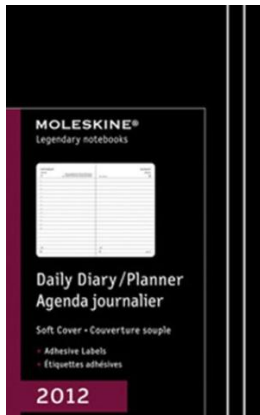 MOLESKINE®
Legendary notebooks
Daily Diary/Planner
Agenda journalier
Soft Cover • Couverture souple
• Adhesive Labels
• Étiquettes adhésives
2012